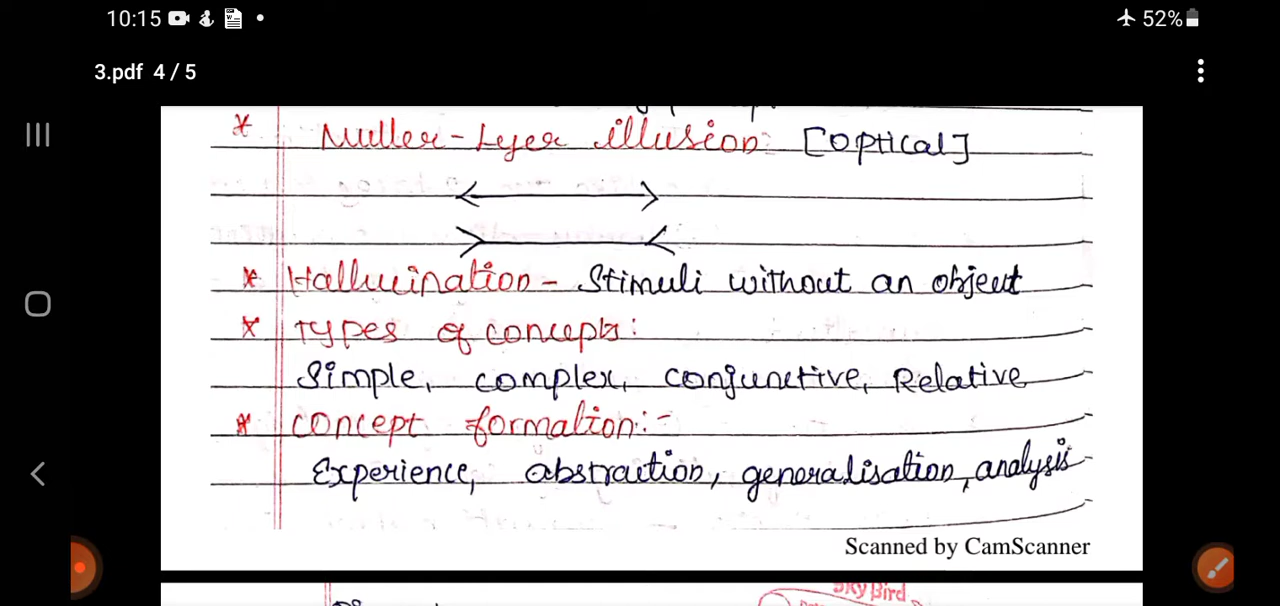 10:15
52%
3.pdf 4 / 5
* Muller-Lyer illusion: [optical]
* Hallucination - Stimuli without an object
* Types of concepts:
Simple, complex, conjunctive, Relative
* concept formation:-
Experience, abstraction, generalisation, analysis
Scanned by CamScanner
Sky Bird